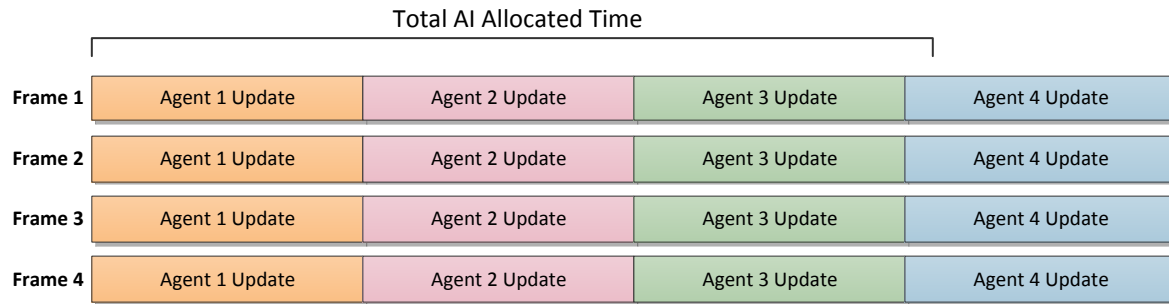 Total AI Allocated Time
Frame 1 Agent 1 Update Agent 2 Update Agent 3 Update Agent 4 Update
Frame 2 Agent 1 Update Agent 2 Update Agent 3 Update Agent 4 Update
Frame 3 Agent 1 Update Agent 2 Update Agent 3 Update Agent 4 Update
Frame 4 Agent 1 Update Agent 2 Update Agent 3 Update Agent 4 Update